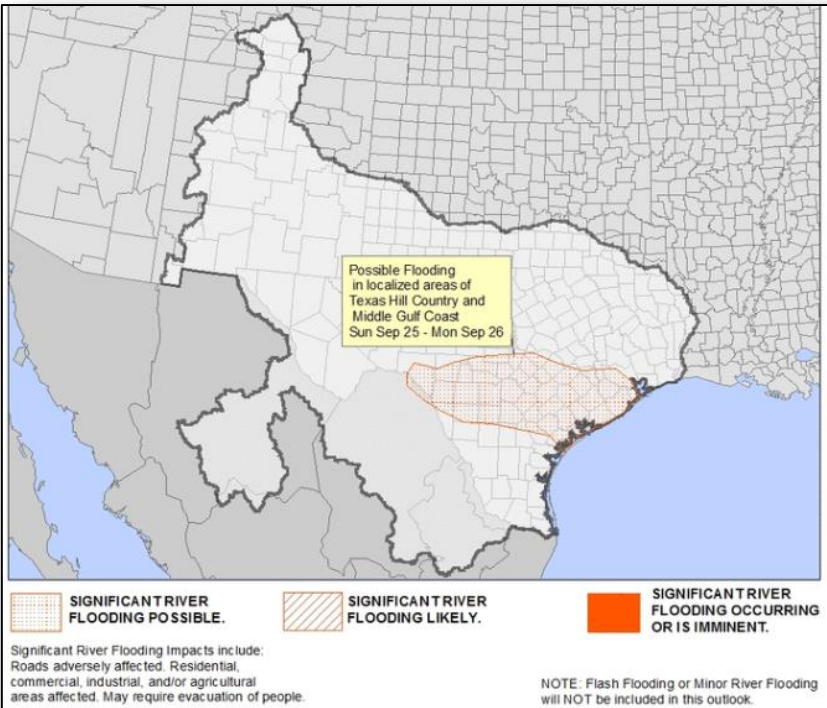 Possible Flooding
in localized areas of
Texas Hill Country and
Middle Gulf Coast
Sun Sep 25 - Mon Sep 26
SIGNIFICANT RIVER
FLOODING POSSIBLE.
SIGNIFICANT RIVER
FLOODING LIKELY.
SIGNIFICANT RIVER
FLOODING OCCURRING
OR IS IMMINENT.
Significant River Flooding Impacts include:
Roads adversely affected. Residential,
commercial, industrial, and/or agricultural
areas affected. May require evacuation of people.
NOTE: Flash Flooding or Minor River Flooding
will NOT be included in this outlook.